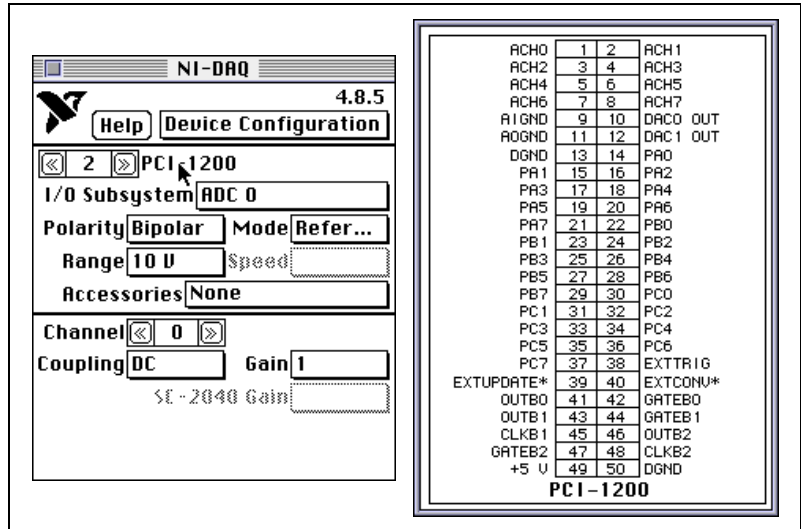 NI-DAQ
4.8.5
Help Device Configuration
2 PCI-1200
I/O Subsystem ADC 0
Polarity Bipolar Mode Refer...
Range 10 V Speed
Accessories None
Channel 0
Coupling DC Gain 1
SC-2040 Gain
ACH0 1 2 ACH1
ACH2 3 4 ACH3
ACH4 5 6 ACH5
ACH6 7 8 ACH7
AIGND 9 10 DAC0 OUT
AOGND 11 12 DAC1 OUT
DGND 13 14 PA0
PA1 15 16 PA2
PA3 17 18 PA4
PA5 19 20 PA6
PA7 21 22 PB0
PB1 23 24 PB2
PB3 25 26 PB4
PB5 27 28 PB6
PB7 29 30 PC0
PC1 31 32 PC2
PC3 33 34 PC4
PC5 35 36 PC6
PC7 37 38 EXTTRIG
EXTUPDATE* 39 40 EXTCONV*
OUTB0 41 42 GATEB0
OUTB1 43 44 GATEB1
CLKB1 45 46 OUTB2
GATEB2 47 48 CLKB2
+5 V 49 50 DGND
PCI-1200